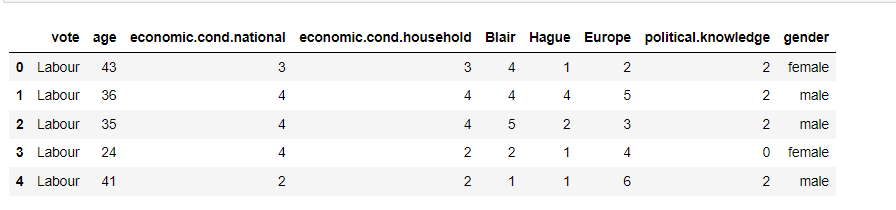 vote age economic.cond.national economic.cond.household Blair Hague Europe political.knowledge gender
0 Labour 43 3 3 4 1 2 2 female
1 Labour 36 4 4 4 4 5 2 male
2 Labour 35 4 4 5 2 3 2 male
3 Labour 24 4 2 2 1 4 0 female
4 Labour 41 2 2 1 1 6 2 male